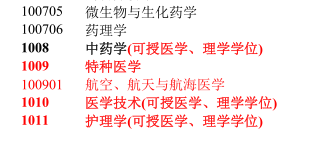 100705 微生物与生化药学
100706 药理学
1008 中药学(可授医学、理学学位)
1009 特种医学
100901 航空、航天与航海医学
1010 医学技术(可授医学、理学学位)
1011 护理学(可授医学、理学学位)